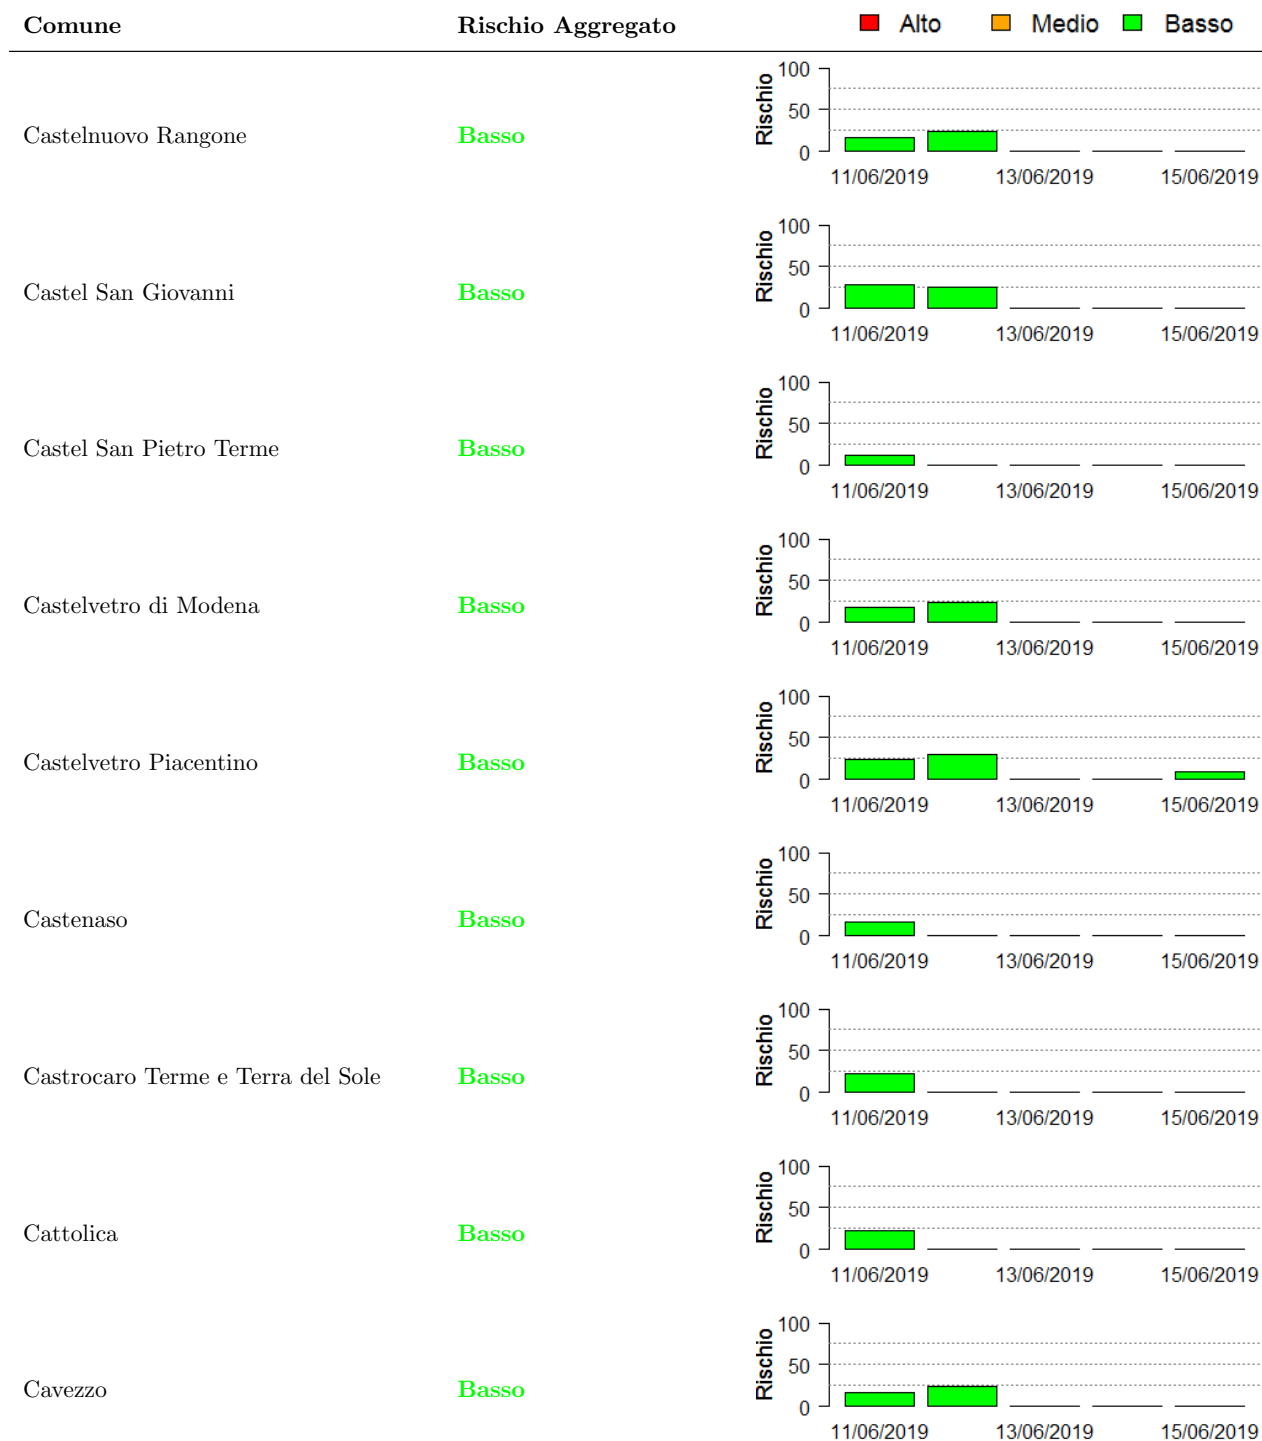 Comune Rischio Aggregato Alto Medio Basso
100
50
0
Rischio
Castelnuovo Rangone Basso
11/06/2019 13/06/2019 15/06/2019
100
50
0
Rischio
Castel San Giovanni Basso
11/06/2019 13/06/2019 15/06/2019
100
50
0
Rischio
Castel San Pietro Terme Basso
11/06/2019 13/06/2019 15/06/2019
100
50
0
Rischio
Castelvetro di Modena Basso
11/06/2019 13/06/2019 15/06/2019
100
50
0
Rischio
Castelvetro Piacentino Basso
11/06/2019 13/06/2019 15/06/2019
100
50
0
Rischio
Castenaso Basso
11/06/2019 13/06/2019 15/06/2019
100
50
0
Rischio
Castrocaro Terme e Terra del Sole Basso
11/06/2019 13/06/2019 15/06/2019
100
50
0
Rischio
Cattolica Basso
11/06/2019 13/06/2019 15/06/2019
100
50
0
Rischio
Cavezzo Basso
11/06/2019 13/06/2019 15/06/2019